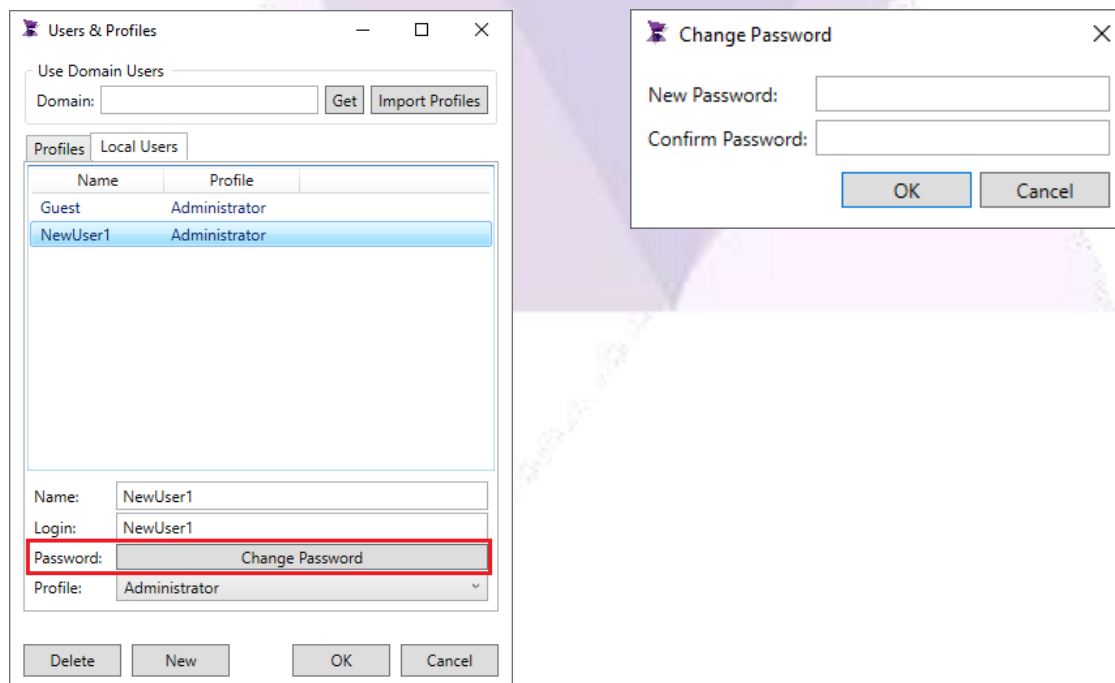 Users & Profiles
Use Domain Users
Domain: Get Import Profiles
Profiles Local Users
Name Profile
Guest Administrator
NewUser1 Administrator
Name: NewUser1
Login: NewUser1
Password: Change Password
Profile: Administrator
Delete New OK Cancel
Change Password
New Password:
Confirm Password:
OK Cancel